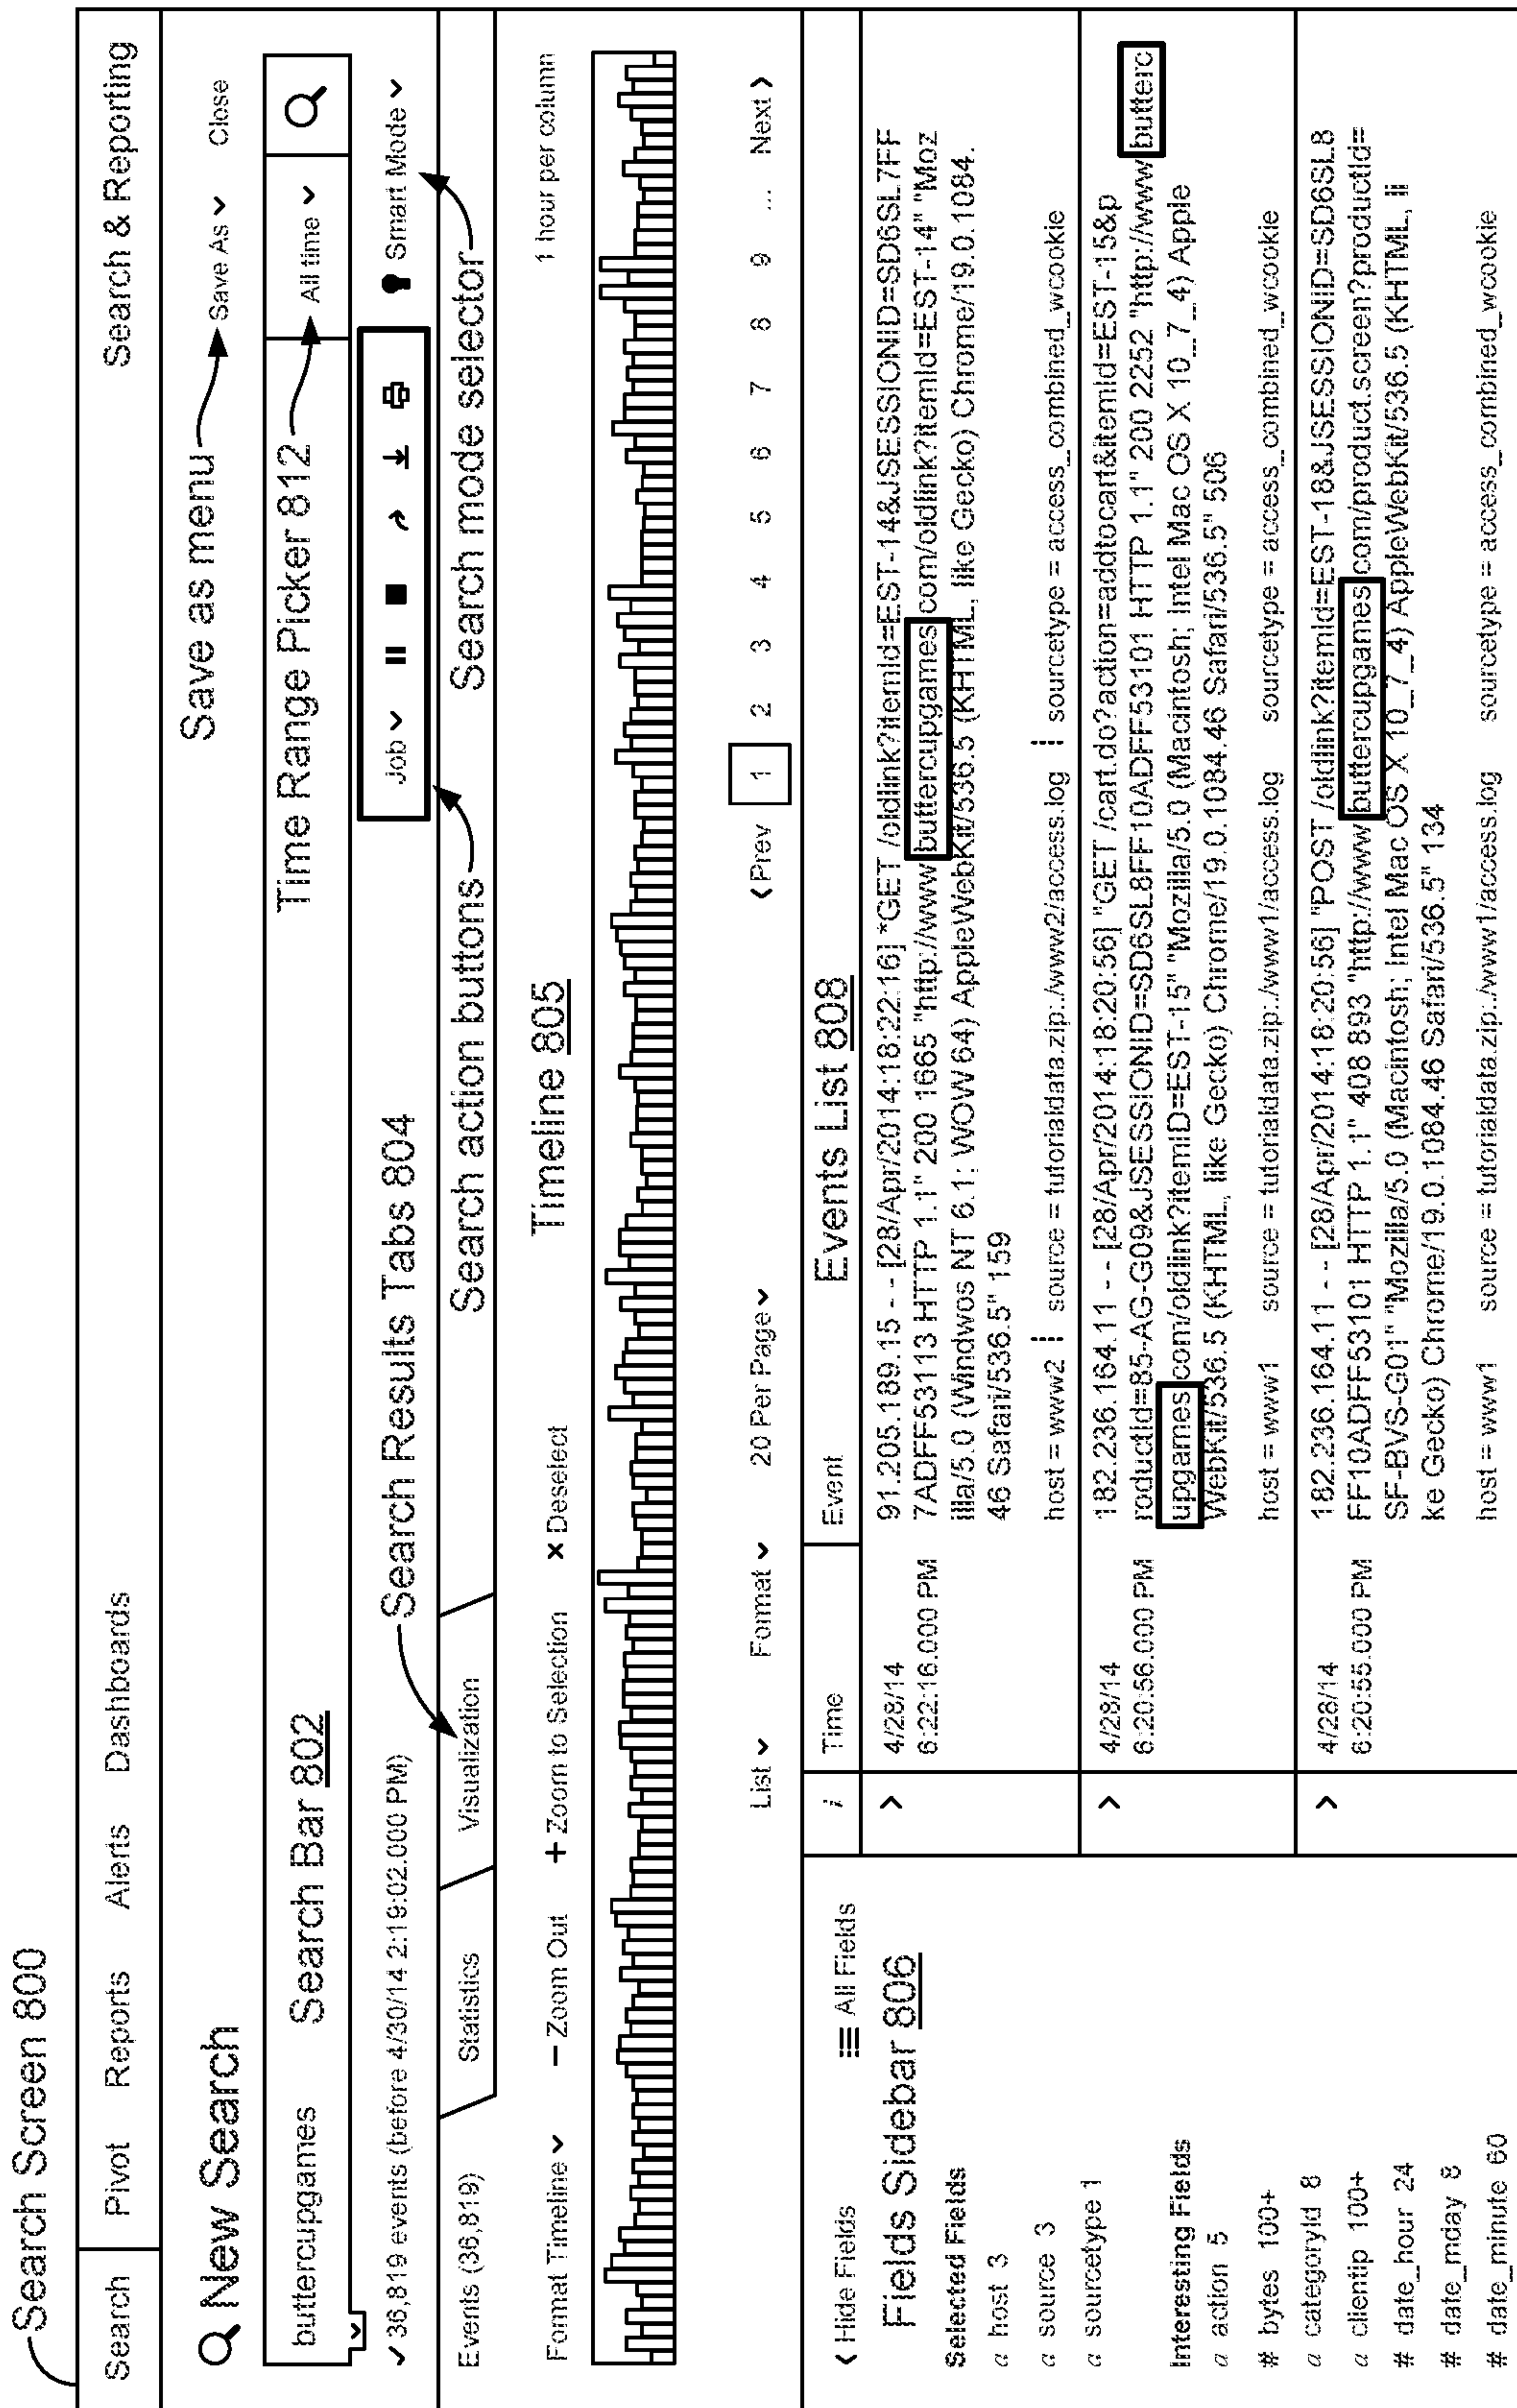 Search Screen 800
Search Pivot Reports Alerts Dashboards Search & Reporting
New Search
Save as menu Save As Close
buttercupgames Search Bar 802 Time Range Picker 812 All time
36,819 events (before 4/30/14 2:19:02.000 PM) Search Results Tabs 804 Job Smart Mode
Events (36,819) Statistics Visualization Search action buttons Search mode selector
Format Timeline – Zoom Out + Zoom to Selection × Deselect Timeline 805 1 hour per column
List Format 20 Per Page < Prev 1 2 3 4 5 6 7 8 9 ... Next >
< Hide Fields All Fields
Fields Sidebar 806
Selected Fields
a host 3
a source 3
a sourcetype 1
Interesting Fields
a action 5
# bytes 100+
a categoryId 8
a clientip 100+
# date_hour 24
# date_mday 8
# date_minute 60
i Time Event Events List 808
> 4/28/14
6:22:16.000 PM
91.205.189.15 - - [28/Apr/2014:18:22:16] "GET /oldlink?itemId=EST-14&JSESSIONID=SD6SL7FF
7ADFF53113 HTTP 1.1" 200 1665 "http://www buttercupgames com/oldlink?itemId=EST-14" "Moz
illa/5.0 (Windwos NT 6.1; WOW 64) AppleWebKit/536.5 (KHTML, like Gecko) Chrome/19.0.1084.
46 Safari/536.5" 159
host = www2 source = tutorialdata.zip:./www2/access.log sourcetype = access_combined_wcookie
> 4/28/14
6:20:56.000 PM
182.236.164.11 - - [28/Apr/2014:18:20:56] "GET /cart.do?action=addtocart&itemId=EST-15&p
roductId=85-AG-G09&JSESSIONID=SD6SL8FF10ADFF53101 HTTP 1.1" 200 2252 "http://www butterc
upgames com/oldlink?itemID=EST-15" "Mozilla/5.0 (Macintosh; Intel Mac OS X 10_7_4) Apple
WebKit/536.5 (KHTML, like Gecko) Chrome/19.0.1084.46 Safari/536.5" 506
host = www1 source = tutorialdata.zip:./www1/access.log sourcetype = access_combined_wcookie
> 4/28/14
6:20:55.000 PM
182.236.164.11 - - [28/Apr/2014:18:20:56] "POST /oldlink?itemId=EST-18&JSESSIONID=SD6SL8
FF10ADFF53101 HTTP 1.1" 408 893 "http://www buttercupgames com/product.screen?productId=
SF-BVS-G01" "Mozilla/5.0 (Macintosh; Intel Mac OS X 10_7_4) AppleWebKit/536.5 (KHTML, li
ke Gecko) Chrome/19.0.1084.46 Safari/536.5" 134
host = www1 source = tutorialdata.zip:./www1/access.log sourcetype = access_combined_wcookie